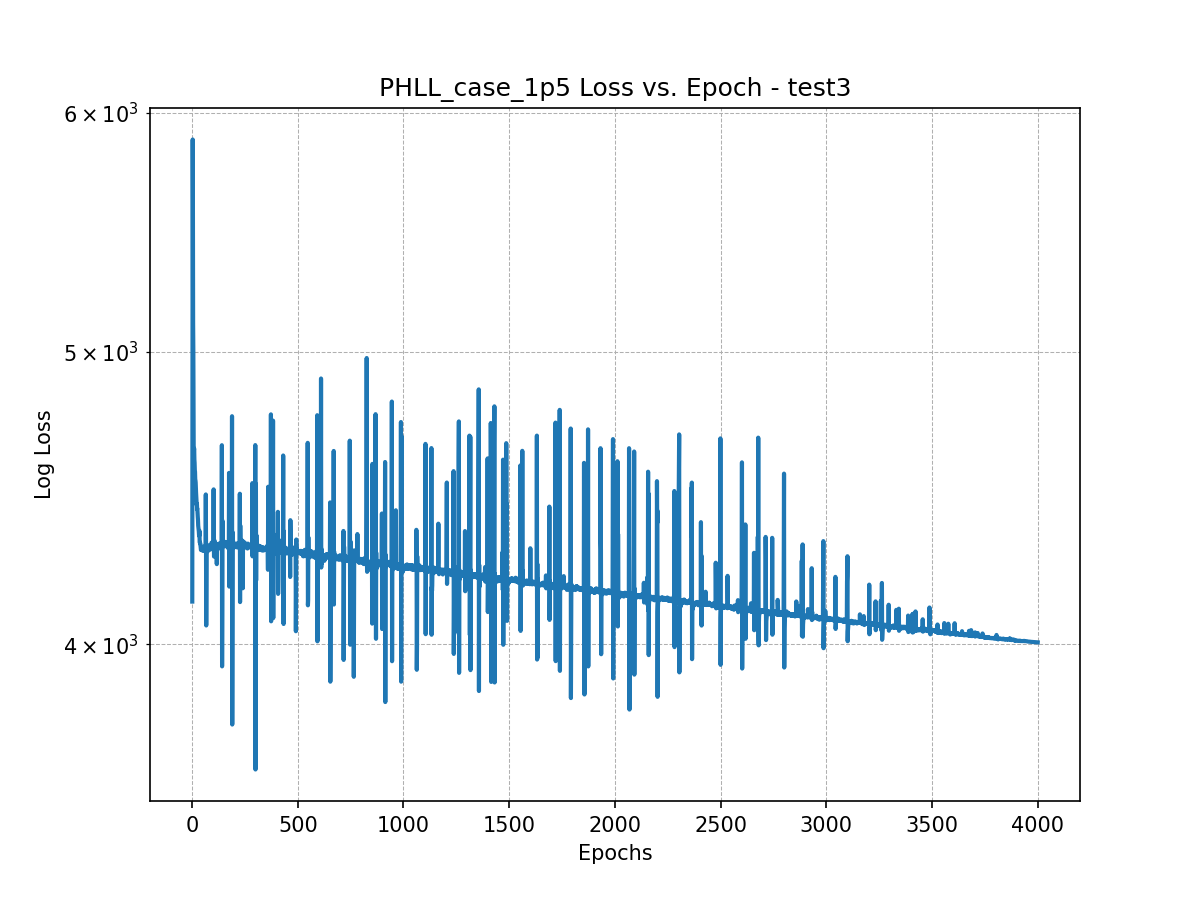 PHLL_case_1p5 Loss vs. Epoch - test3
6 × 10³
5 × 10³
4 × 10³
Log Loss
0 500 1000 1500 2000 2500 3000 3500 4000
Epochs